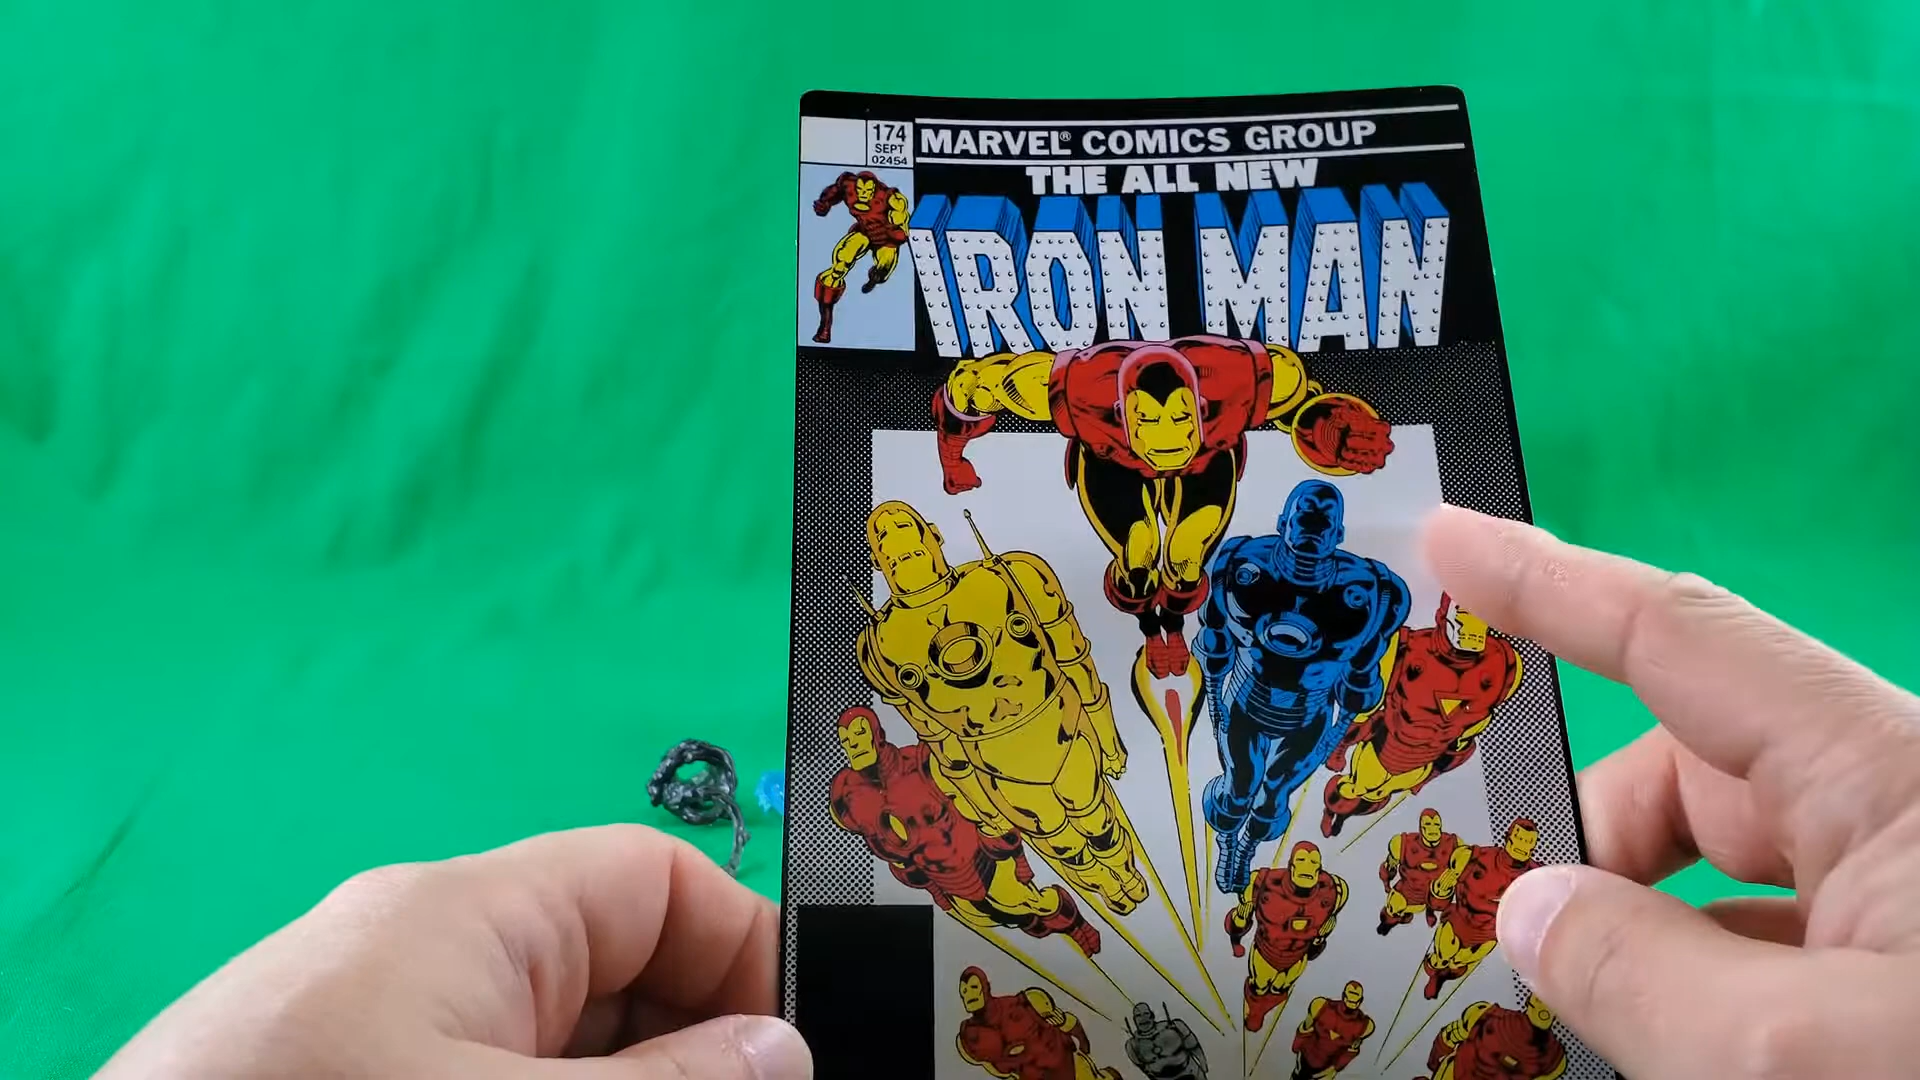 174
SEPT
02454
MARVEL® COMICS GROUP
THE ALL NEW
IRON MAN